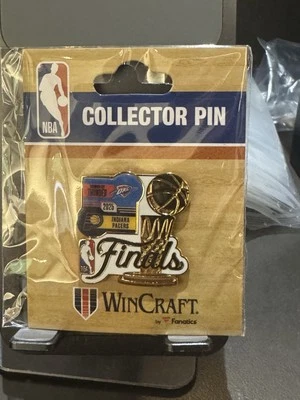 NBA
COLLECTOR PIN
THUNDER
2025
INDIANA
PACERS
Finals
WINCRAFT
by Fanatics